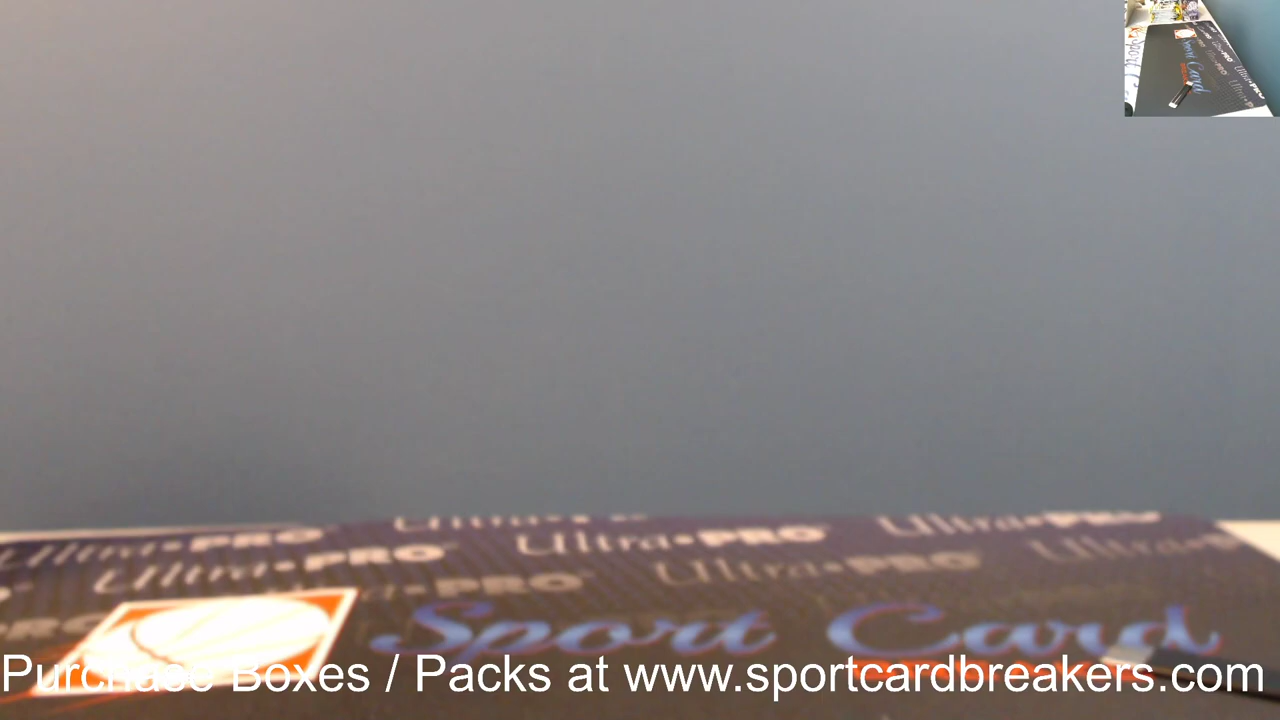 Ultra•PRO Ultra•PRO Ultra•PRO Ultra•PRO
Ultra•PRO PRO Ultra•PRO
Sport Card
Purchase Boxes / Packs at www.sportcardbreakers.com